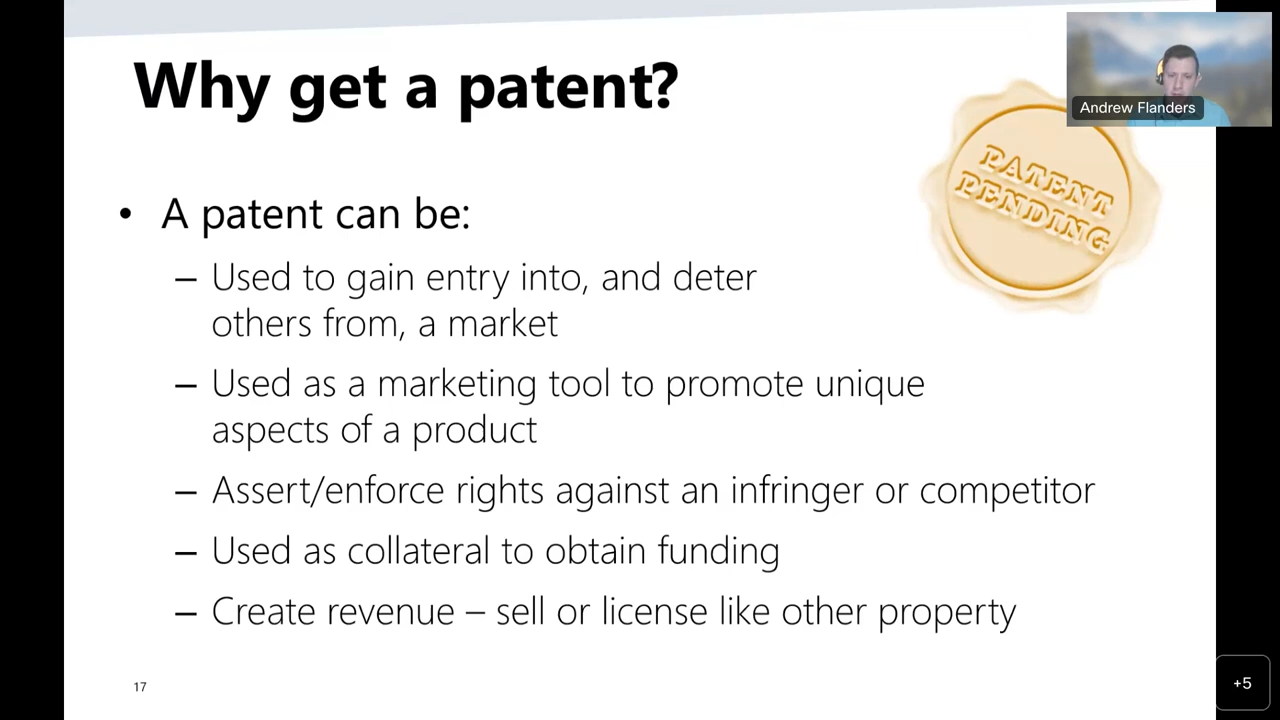 Why get a patent?
Andrew Flanders
PATENT
PENDING
• A patent can be:
– Used to gain entry into, and deter
others from, a market
– Used as a marketing tool to promote unique
aspects of a product
– Assert/enforce rights against an infringer or competitor
– Used as collateral to obtain funding
– Create revenue – sell or license like other property
17
+5